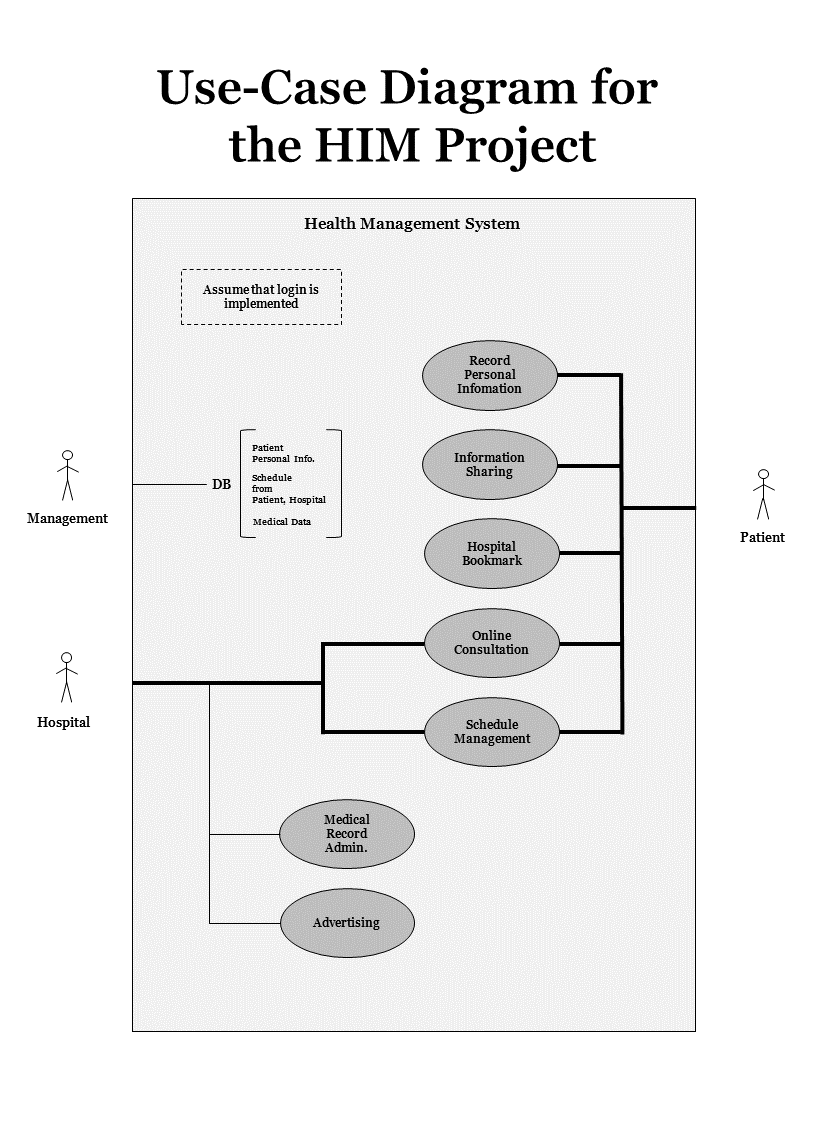 Use-Case Diagram for
the HIM Project
Health Management System
Assume that login is
implemented
Record
Personal
Infomation
Information
Sharing
Hospital
Bookmark
Online
Consultation
Schedule
Management
Patient
Personal Info.
Schedule
from
Patient, Hospital
Medical Data
DB
Management
Patient
Hospital
Medical
Record
Admin.
Advertising